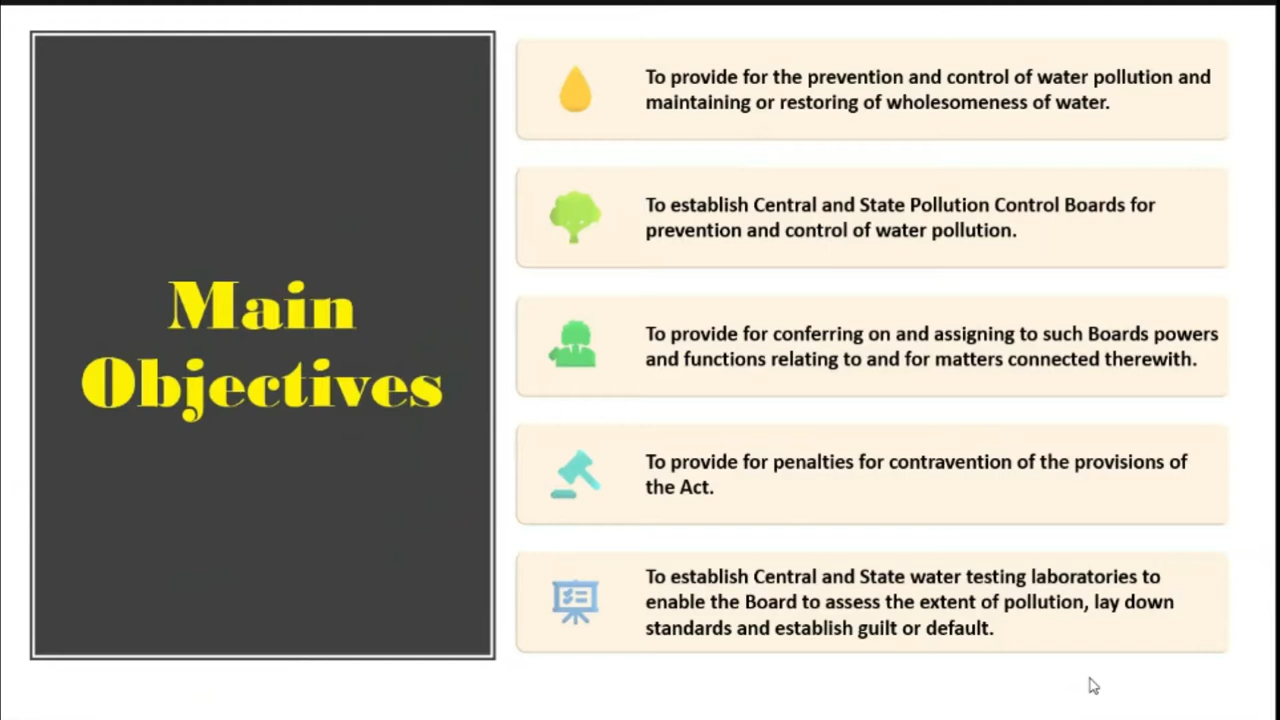 Main
Objectives
To provide for the prevention and control of water pollution and
maintaining or restoring of wholesomeness of water.
To establish Central and State Pollution Control Boards for
prevention and control of water pollution.
To provide for conferring on and assigning to such Boards powers
and functions relating to and for matters connected therewith.
To provide for penalties for contravention of the provisions of
the Act.
To establish Central and State water testing laboratories to
enable the Board to assess the extent of pollution, lay down
standards and establish guilt or default.